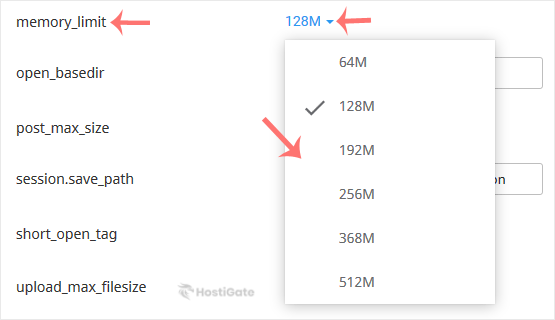 memory_limit
128M
64M
open_basedir
128M
post_max_size
192M
session.save_path
on
256M
short_open_tag
368M
upload_max_filesize
HostiGate
512M